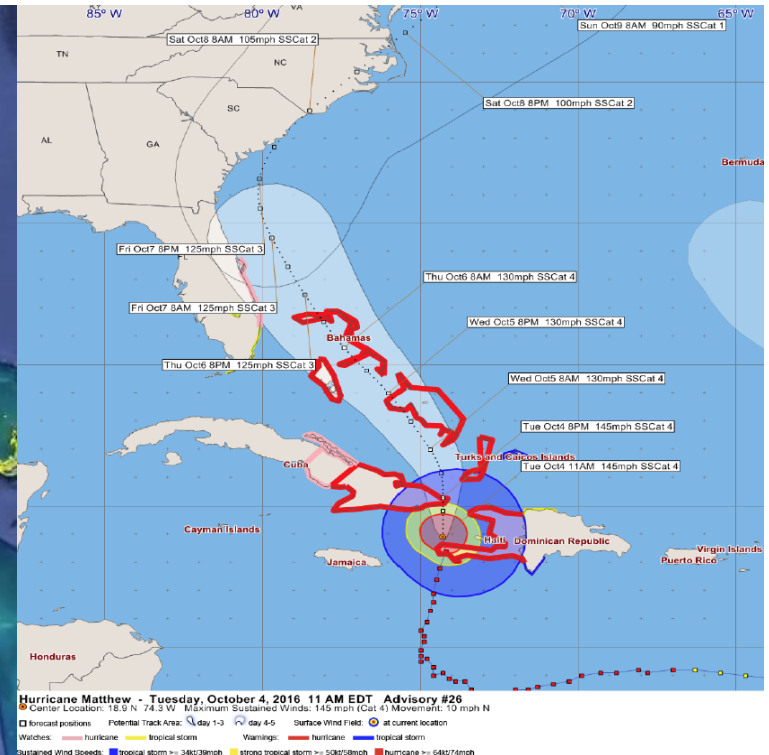 85° W
80° W
VA
75° W
70° W
65° W
Sun Oct9 8AM 90mph SSCat 1
Sat Oct8 8AM 105mph SSCat 2
TN
NC
Sat Oct8 8PM 100mph SSCat 2
SC
AL
GA
Bermuda
Fri Oct7 8PM 125mph SSCat 3
FL
Thu Oct6 8AM 130mph SSCat 4
Fri Oct7 8AM 125mph SSCat 3
Wed Oct5 8PM 130mph SSCat 4
Bahamas
Thu Oct6 8PM 125mph SSCat 3
Wed Oct5 8AM 130mph SSCat 4
Tue Oct4 8PM 145mph SSCat 4
Turks and Caicos Islands
Cuba
Tue Oct4 11AM 145mph SSCat 4
Cayman Islands
Haiti
Dominican Republic
Jamaica
Virgin Islands
Puerto Rico
Honduras
Hurricane Matthew - Tuesday, October 4, 2016 11 AM EDT Advisory #26
Center Location: 18.9 N 74.3 W Maximum Sustained Winds: 145 mph (Cat 4) Movement: 10 mph N
forecast positions Potential Track Area: day 1-3 day 4-5 Surface Wind Field: at current location
Watches: hurricane tropical storm Warnings: hurricane tropical storm
Sustained Wind Speeds: tropical storm >= 34kt/39mph strong tropical storm >= 50kt/58mph hurricane >= 64kt/74mph